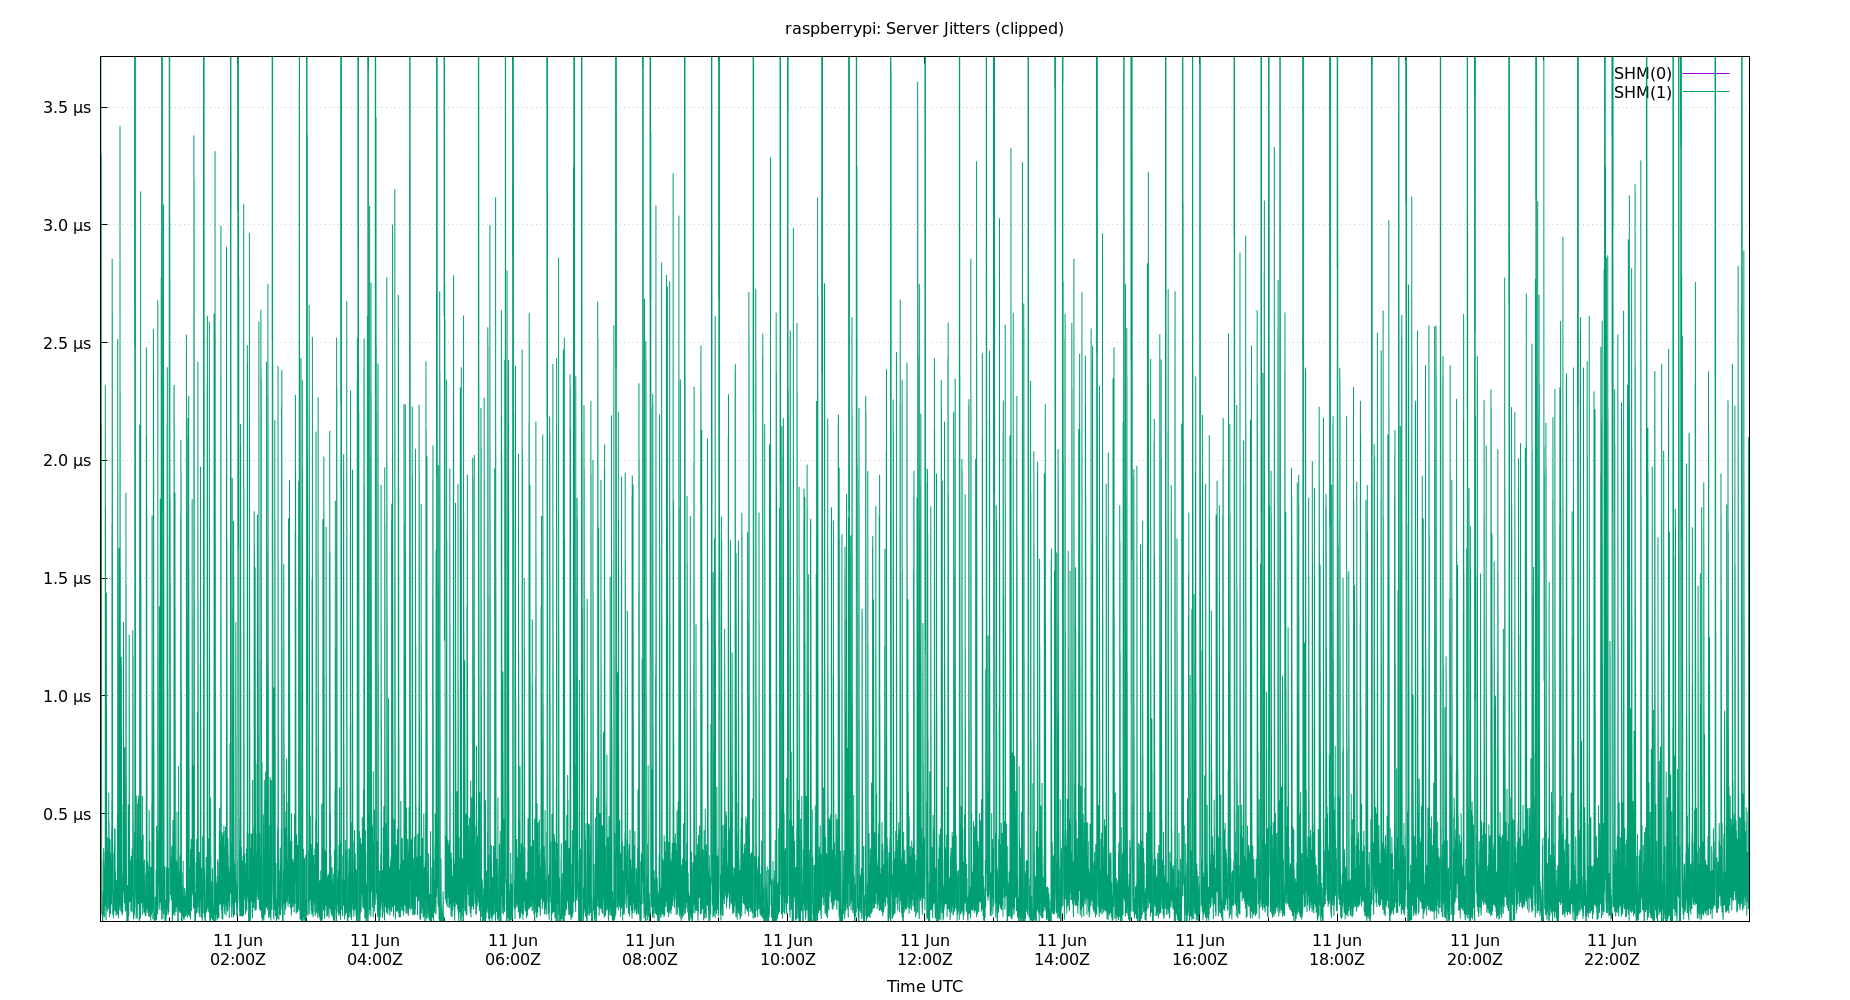 raspberrypi: Server Jitters (clipped)
SHM(0)
SHM(1)
3.5 µs
3.0 µs
2.5 µs
2.0 µs
1.5 µs
1.0 µs
0.5 µs
11 Jun 11 Jun 11 Jun 11 Jun 11 Jun 11 Jun 11 Jun 11 Jun 11 Jun 11 Jun 11 Jun
02:00Z 04:00Z 06:00Z 08:00Z 10:00Z 12:00Z 14:00Z 16:00Z 18:00Z 20:00Z 22:00Z
Time UTC